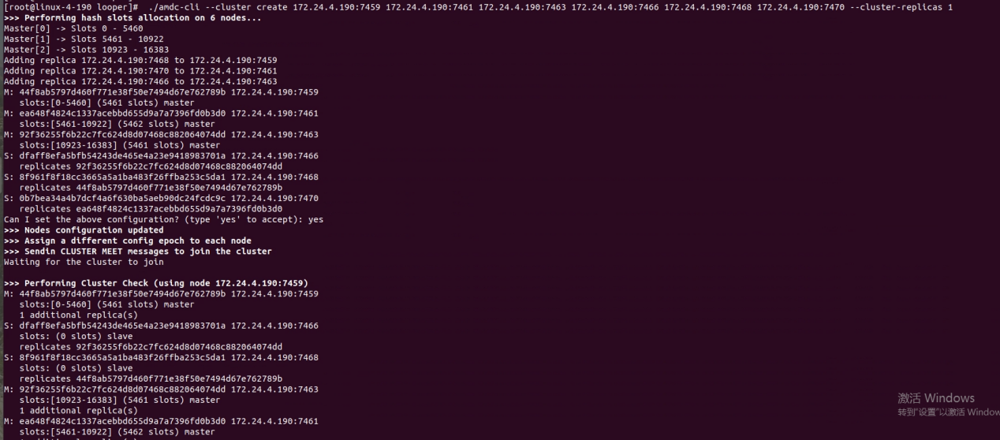 [root@linux-4-190 looper]# ./amdc-cli --cluster create 172.24.4.190:7459 172.24.4.190:7461 172.24.4.190:7463 172.24.4.190:7466 172.24.4.190:7468 172.24.4.190:7470 --cluster-replicas 1
>>> Performing hash slots allocation on 6 nodes...
Master[0] -> Slots 0 - 5460
Master[1] -> Slots 5461 - 10922
Master[2] -> Slots 10923 - 16383
Adding replica 172.24.4.190:7468 to 172.24.4.190:7459
Adding replica 172.24.4.190:7470 to 172.24.4.190:7461
Adding replica 172.24.4.190:7466 to 172.24.4.190:7463
M: 44f8ab5797d460f771e38f50e7494d67e762789b 172.24.4.190:7459
   slots:[0-5460] (5461 slots) master
M: ea648f4824c1337acebbd655d9a7a7396fd0b3d0 172.24.4.190:7461
   slots:[5461-10922] (5462 slots) master
M: 92f36255f6b22c7fc624d8d07468c882064074dd 172.24.4.190:7463
   slots:[10923-16383] (5461 slots) master
S: dfaff8efa5bfb54243de465e4a23e9418983701a 172.24.4.190:7466
   replicates 92f36255f6b22c7fc624d8d07468c882064074dd
S: 8f961f8f18cc3665a5a1ba483f26ffba253c5da1 172.24.4.190:7468
   replicates 44f8ab5797d460f771e38f50e7494d67e762789b
S: 0b7bea34a4b7dcf4a6f630ba5aeb90dc24fcdc9c 172.24.4.190:7470
   replicates ea648f4824c1337acebbd655d9a7a7396fd0b3d0
Can I set the above configuration? (type 'yes' to accept): yes
>>> Nodes configuration updated
>>> Assign a different config epoch to each node
>>> Sendin CLUSTER MEET messages to join the cluster
Waiting for the cluster to join
>>> Performing Cluster Check (using node 172.24.4.190:7459)
M: 44f8ab5797d460f771e38f50e7494d67e762789b 172.24.4.190:7459
   slots:[0-5460] (5461 slots) master
   1 additional replica(s)
S: dfaff8efa5bfb54243de465e4a23e9418983701a 172.24.4.190:7466
   slots: (0 slots) slave
   replicates 92f36255f6b22c7fc624d8d07468c882064074dd
S: 8f961f8f18cc3665a5a1ba483f26ffba253c5da1 172.24.4.190:7468
   slots: (0 slots) slave
   replicates 44f8ab5797d460f771e38f50e7494d67e762789b
M: 92f36255f6b22c7fc624d8d07468c882064074dd 172.24.4.190:7463
   slots:[10923-16383] (5461 slots) master
   1 additional replica(s)
M: ea648f4824c1337acebbd655d9a7a7396fd0b3d0 172.24.4.190:7461
   slots:[5461-10922] (5462 slots) master
激活 Windows
转到"设置"以激活 Window